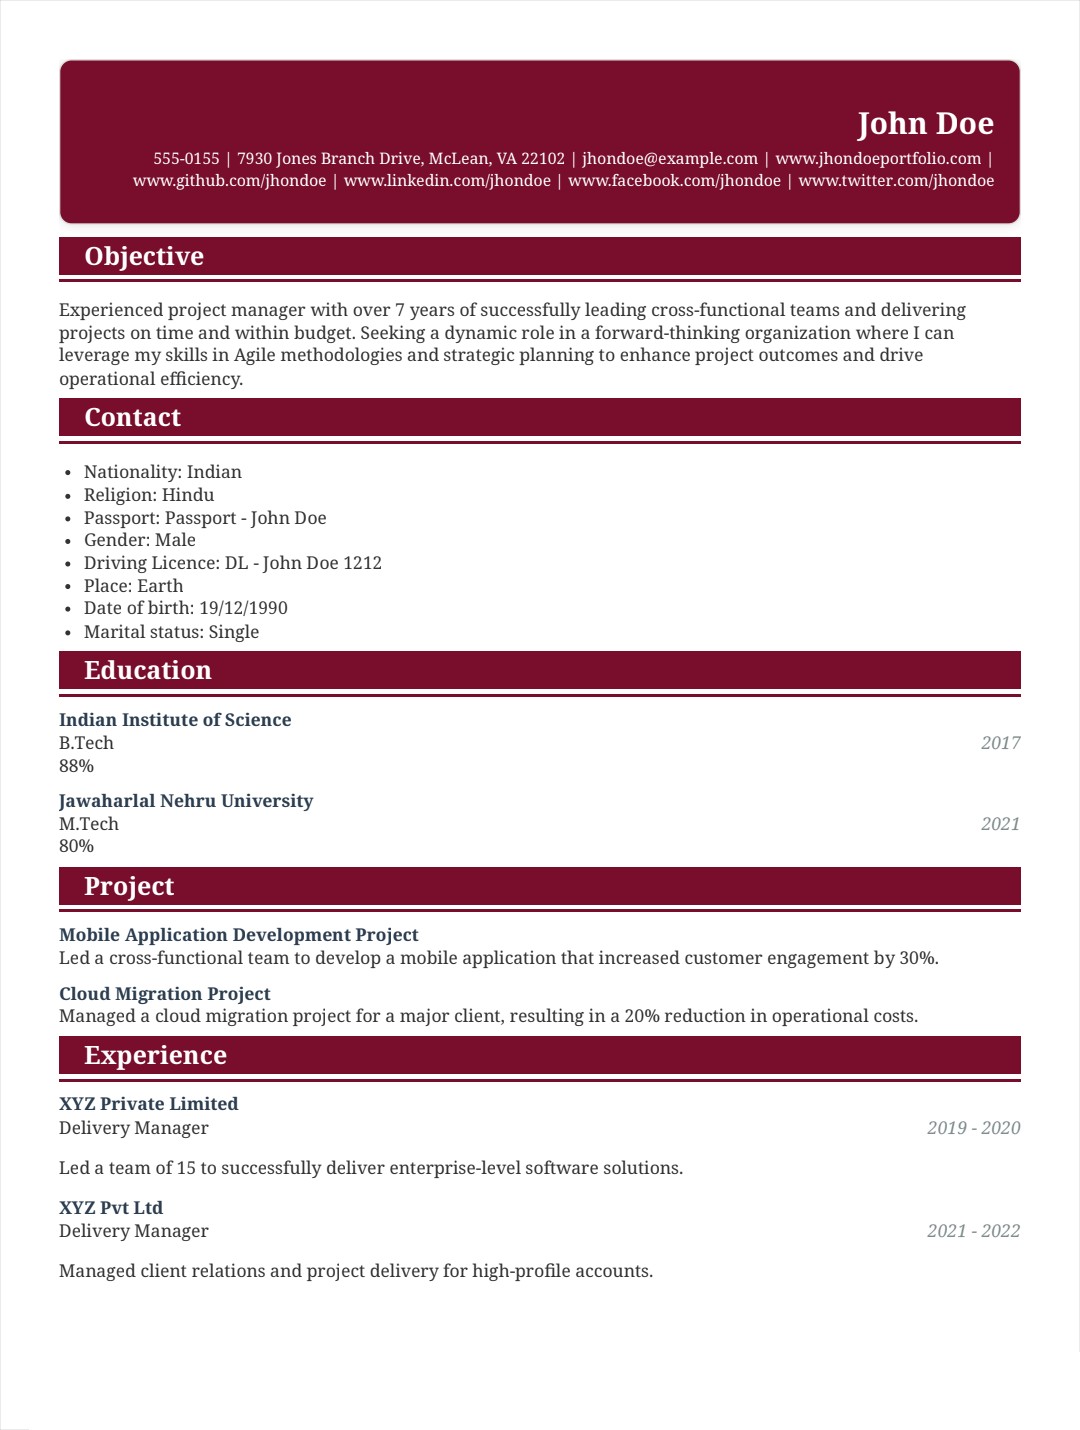 John Doe
555-0155 | 7930 Jones Branch Drive, McLean, VA 22102 | jhondoe@example.com | www.jhondoeportfolio.com |
www.github.com/jhondoe | www.linkedin.com/jhondoe | www.facebook.com/jhondoe | www.twitter.com/jhondoe
Objective
Experienced project manager with over 7 years of successfully leading cross-functional teams and delivering
projects on time and within budget. Seeking a dynamic role in a forward-thinking organization where I can
leverage my skills in Agile methodologies and strategic planning to enhance project outcomes and drive
operational efficiency.
Contact
• Nationality: Indian
• Religion: Hindu
• Passport: Passport - John Doe
• Gender: Male
• Driving Licence: DL - John Doe 1212
• Place: Earth
• Date of birth: 19/12/1990
• Marital status: Single
Education
Indian Institute of Science
B.Tech 2017
88%
Jawaharlal Nehru University
M.Tech 2021
80%
Project
Mobile Application Development Project
Led a cross-functional team to develop a mobile application that increased customer engagement by 30%.
Cloud Migration Project
Managed a cloud migration project for a major client, resulting in a 20% reduction in operational costs.
Experience
XYZ Private Limited
Delivery Manager 2019 - 2020
Led a team of 15 to successfully deliver enterprise-level software solutions.
XYZ Pvt Ltd
Delivery Manager 2021 - 2022
Managed client relations and project delivery for high-profile accounts.